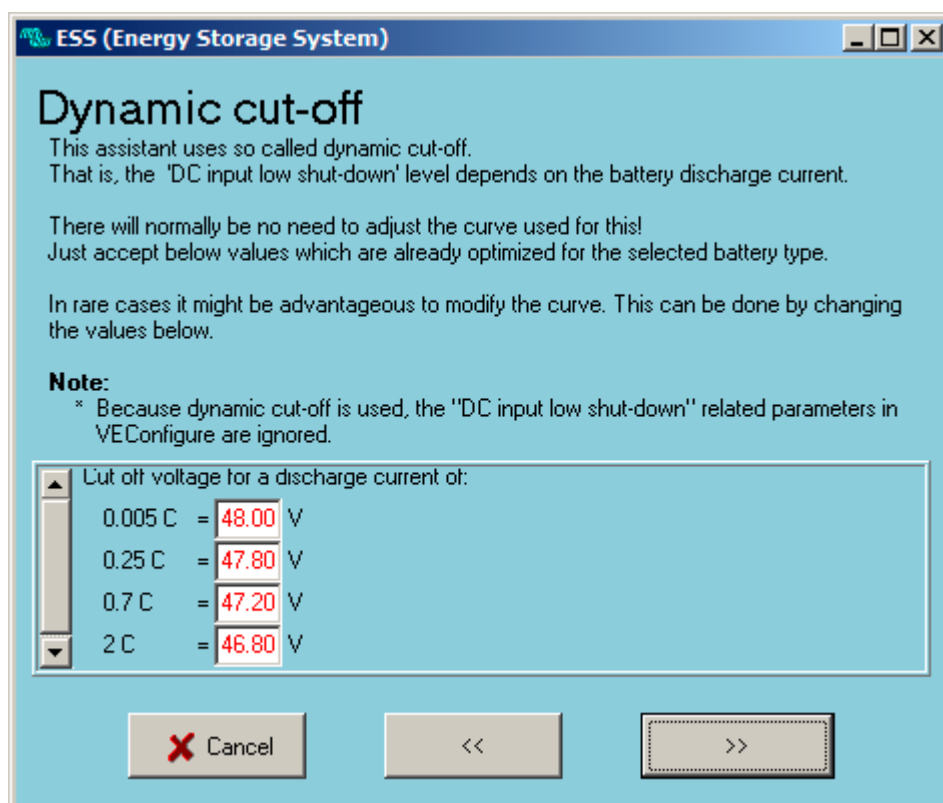 ESS (Energy Storage System)
Dynamic cut-off
This assistant uses so called dynamic cut-off.
That is, the 'DC input low shut-down' level depends on the battery discharge current.
There will normally be no need to adjust the curve used for this!
Just accept below values which are already optimized for the selected battery type.
In rare cases it might be advantageous to modify the curve. This can be done by changing
the values below.
Note:
* Because dynamic cut-off is used, the "DC input low shut-down" related parameters in
VEConfigure are ignored.
Cut off voltage for a discharge current of:
0.005 C = 48.00 V
0.25 C = 47.80 V
0.7 C = 47.20 V
2 C = 46.80 V
Cancel << >>